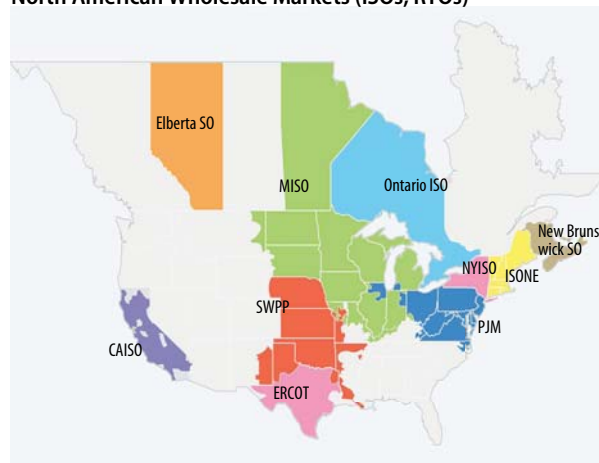 North American Wholesale Markets (ISOs, RTOs)
Elberta SO
MISO
Ontario ISO
New Bruns
wick SO
NYISO
ISONE
SWPP
PJM
CAISO
ERCOT